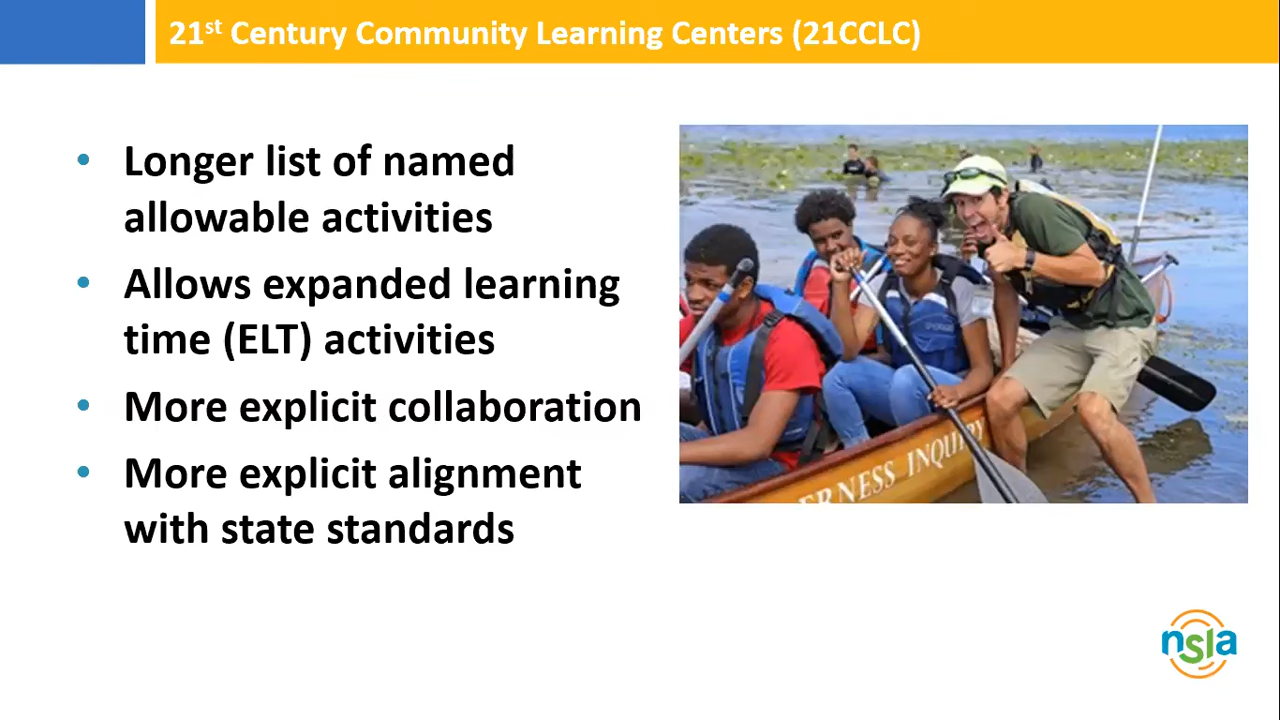 21st Century Community Learning Centers (21CCLC)
• Longer list of named
allowable activities
• Allows expanded learning
time (ELT) activities
• More explicit collaboration
• More explicit alignment
with state standards
ERNESS INQUIRY
nsla